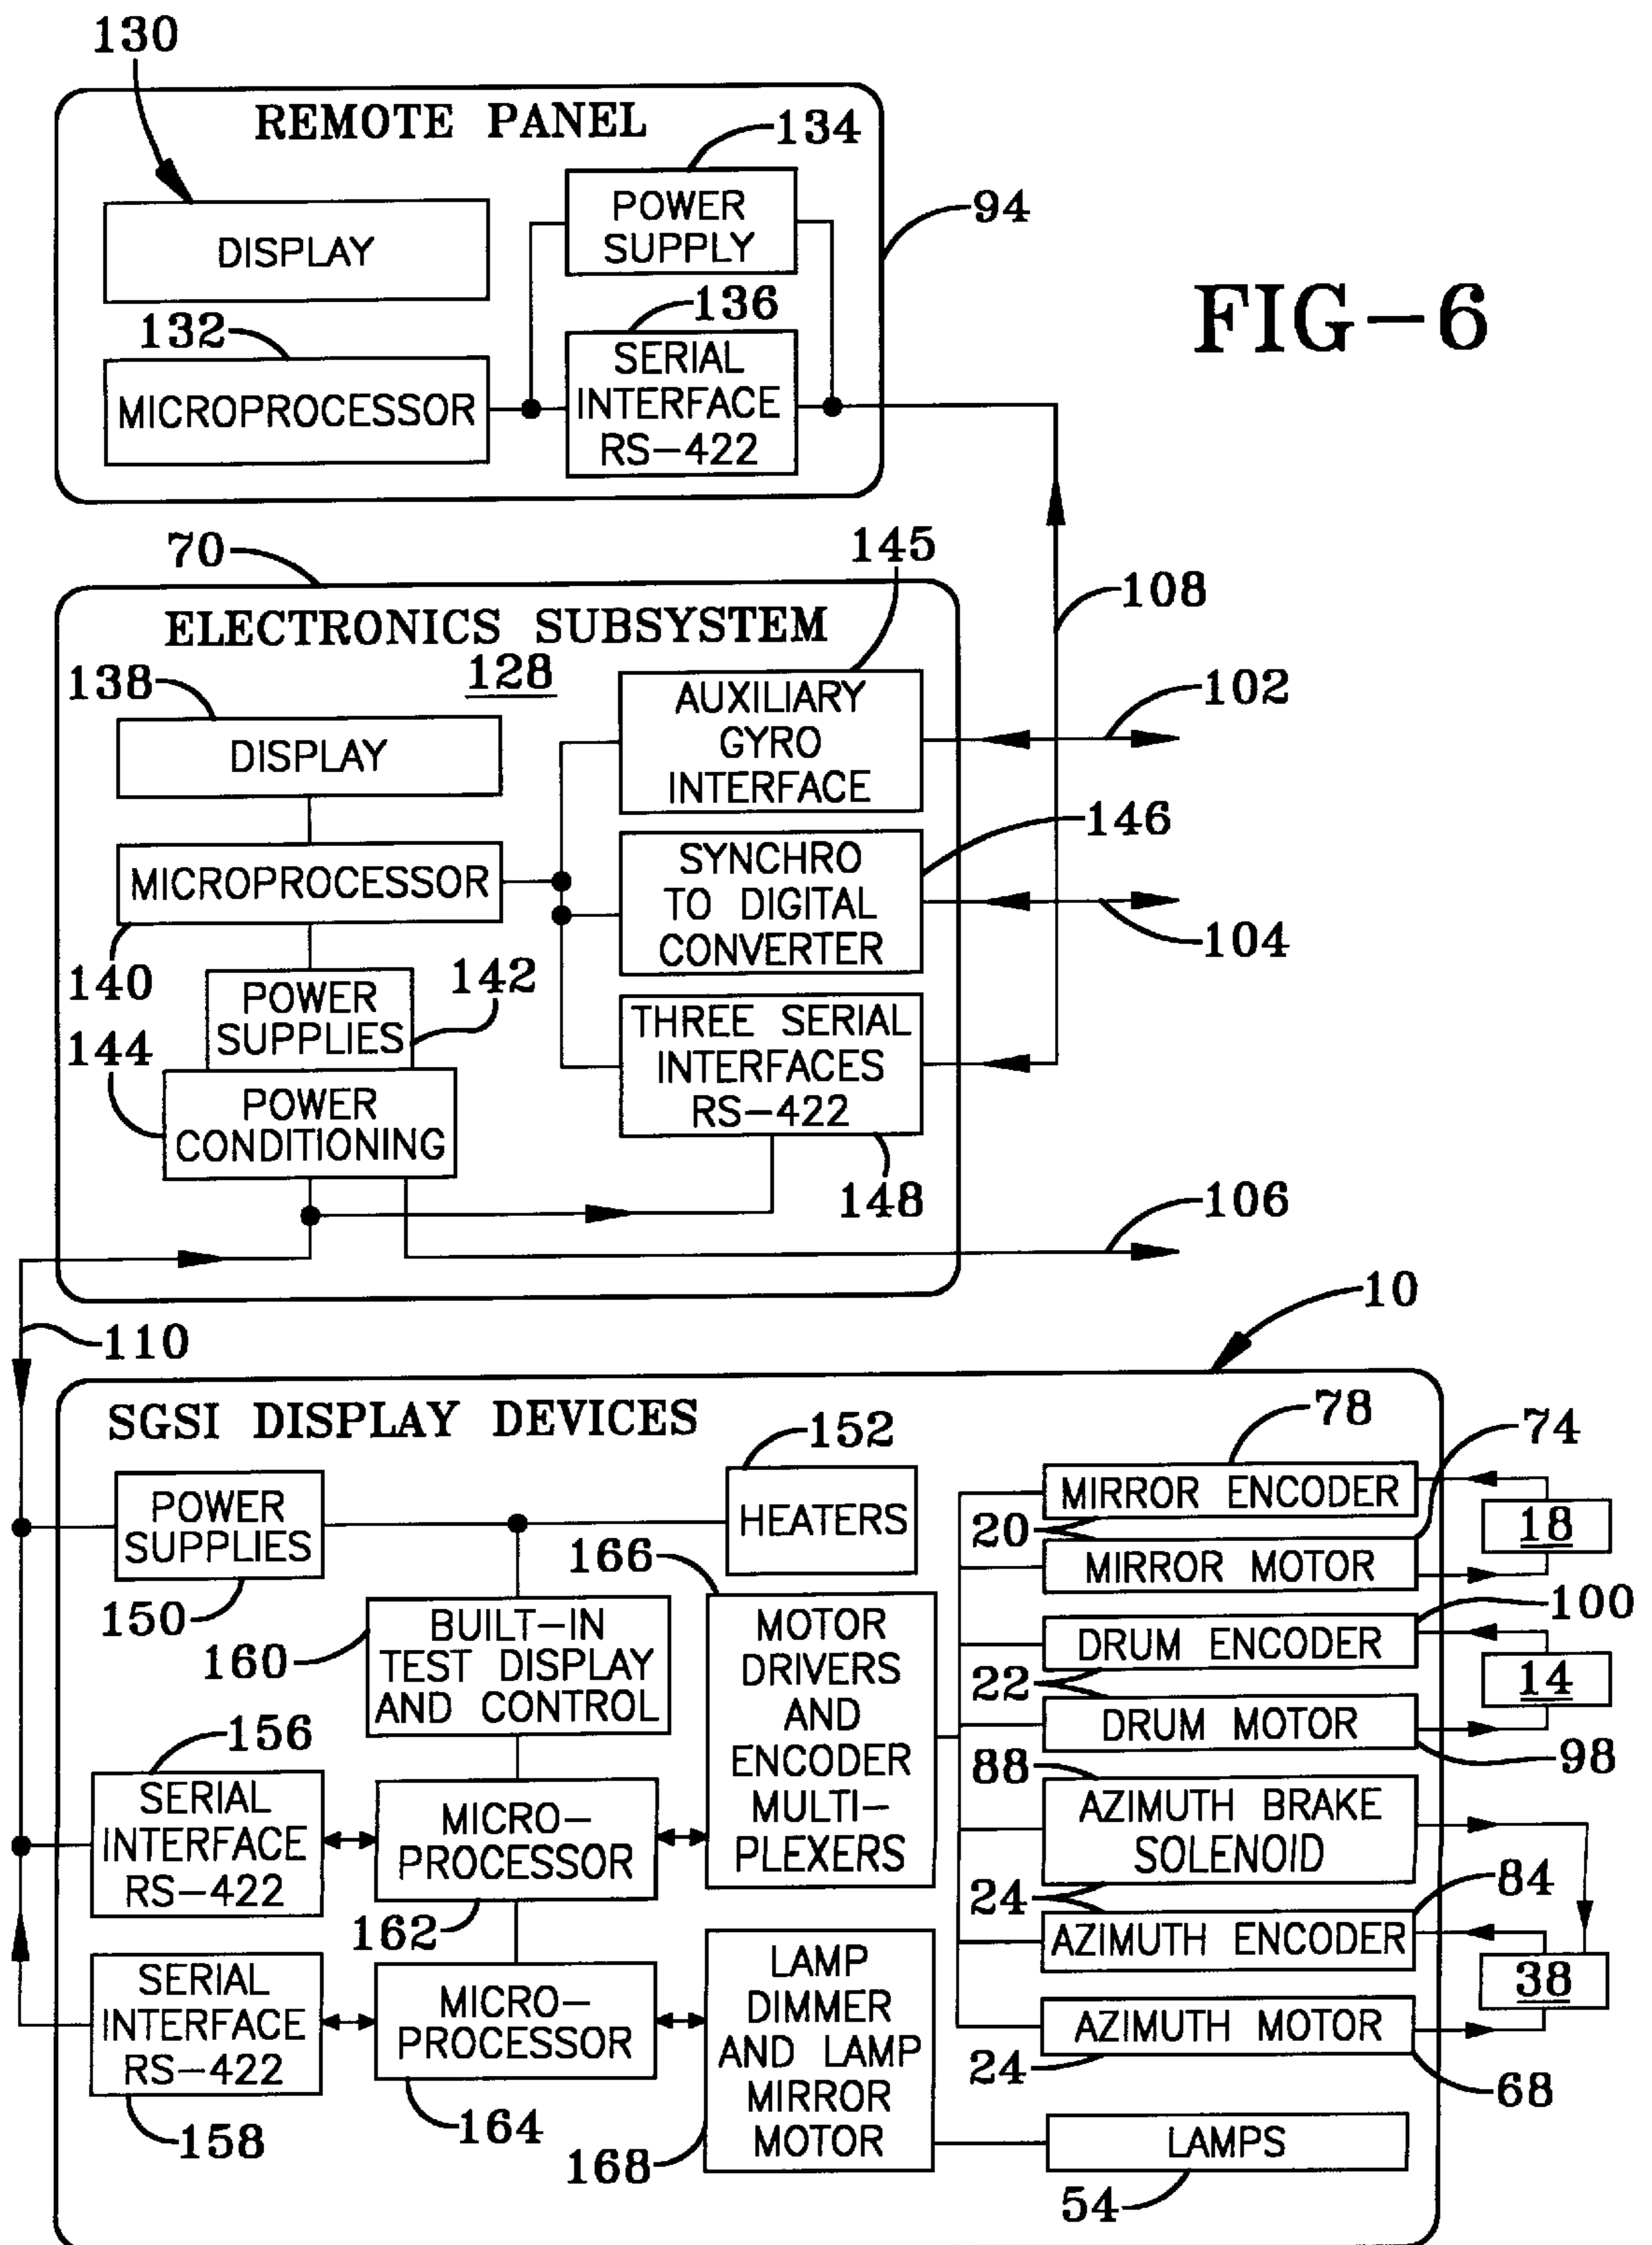 130
REMOTE PANEL
134
POWER
SUPPLY
94
DISPLAY
FIG-6
136
132
SERIAL
INTERFACE
RS-422
MICROPROCESSOR
70
145
108
ELECTRONICS SUBSYSTEM
128
138
AUXILIARY
GYRO
INTERFACE
102
DISPLAY
146
SYNCHRO
TO DIGITAL
CONVERTER
MICROPROCESSOR
104
140
142
POWER
SUPPLIES
144
THREE SERIAL
INTERFACES
RS-422
POWER
CONDITIONING
148
106
10
110
SGSI DISPLAY DEVICES
78
74
152
MIRROR ENCODER
POWER
SUPPLIES
HEATERS
20
18
166
MIRROR MOTOR
150
100
BUILT-IN
TEST DISPLAY
AND CONTROL
160
MOTOR
DRIVERS
AND
ENCODER
MULTI-
PLEXERS
DRUM ENCODER
22
14
DRUM MOTOR
156
98
88
SERIAL
INTERFACE
RS-422
MICRO-
PROCESSOR
AZIMUTH BRAKE
SOLENOID
24
84
162
AZIMUTH ENCODER
LAMP
DIMMER
AND LAMP
MIRROR
MOTOR
38
SERIAL
INTERFACE
RS-422
MICRO-
PROCESSOR
AZIMUTH MOTOR
24
68
158
164
168
LAMPS
54